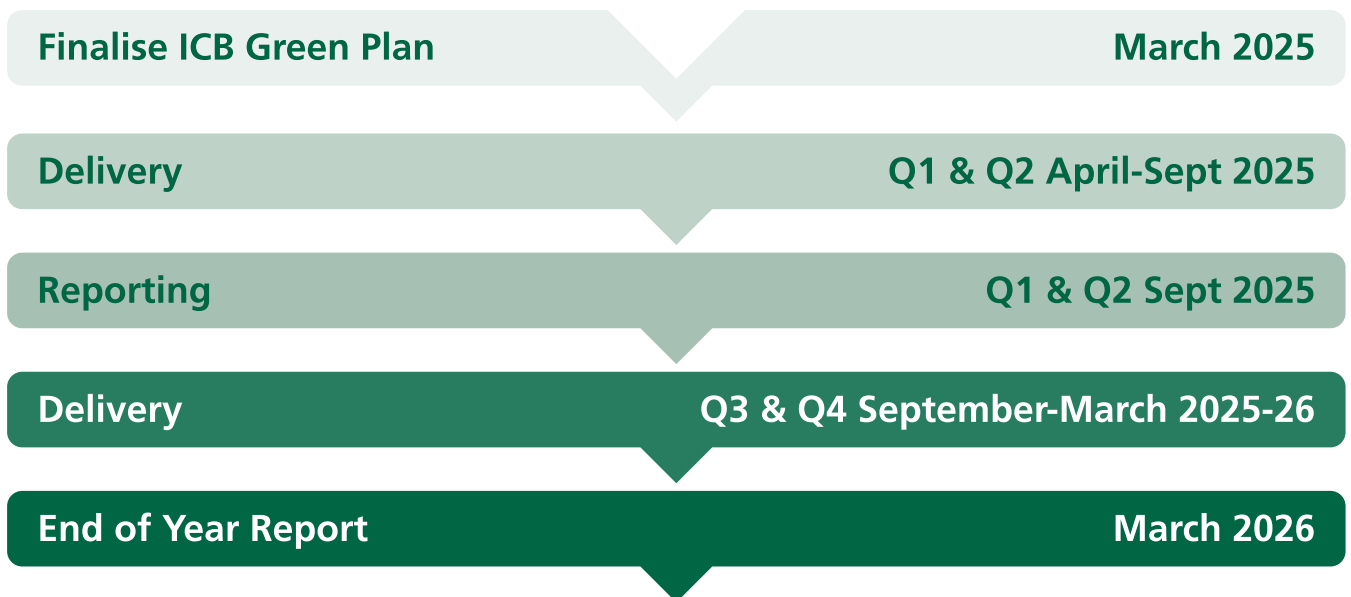 Finalise ICB Green Plan March 2025
Delivery Q1 & Q2 April-Sept 2025
Reporting Q1 & Q2 Sept 2025
Delivery Q3 & Q4 September-March 2025-26
End of Year Report March 2026